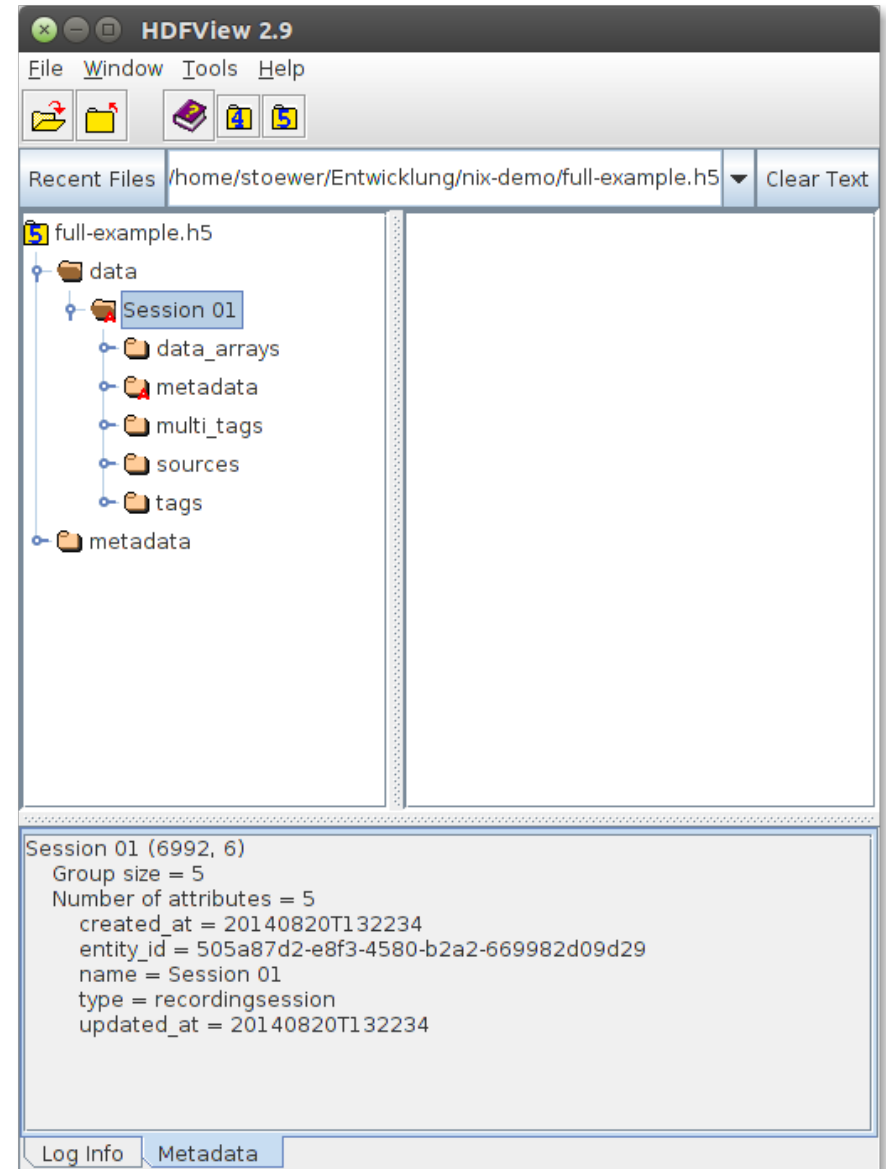 HDFView 2.9
File Window Tools Help
4 5
Recent Files /home/stoewer/Entwicklung/nix-demo/full-example.h5 Clear Text
5 full-example.h5
data
A Session 01
data_arrays
A metadata
multi_tags
sources
tags
metadata
Session 01 (6992, 6)
Group size = 5
Number of attributes = 5
created_at = 20140820T132234
entity_id = 505a87d2-e8f3-4580-b2a2-669982d09d29
name = Session 01
type = recordingsession
updated_at = 20140820T132234
Log Info Metadata